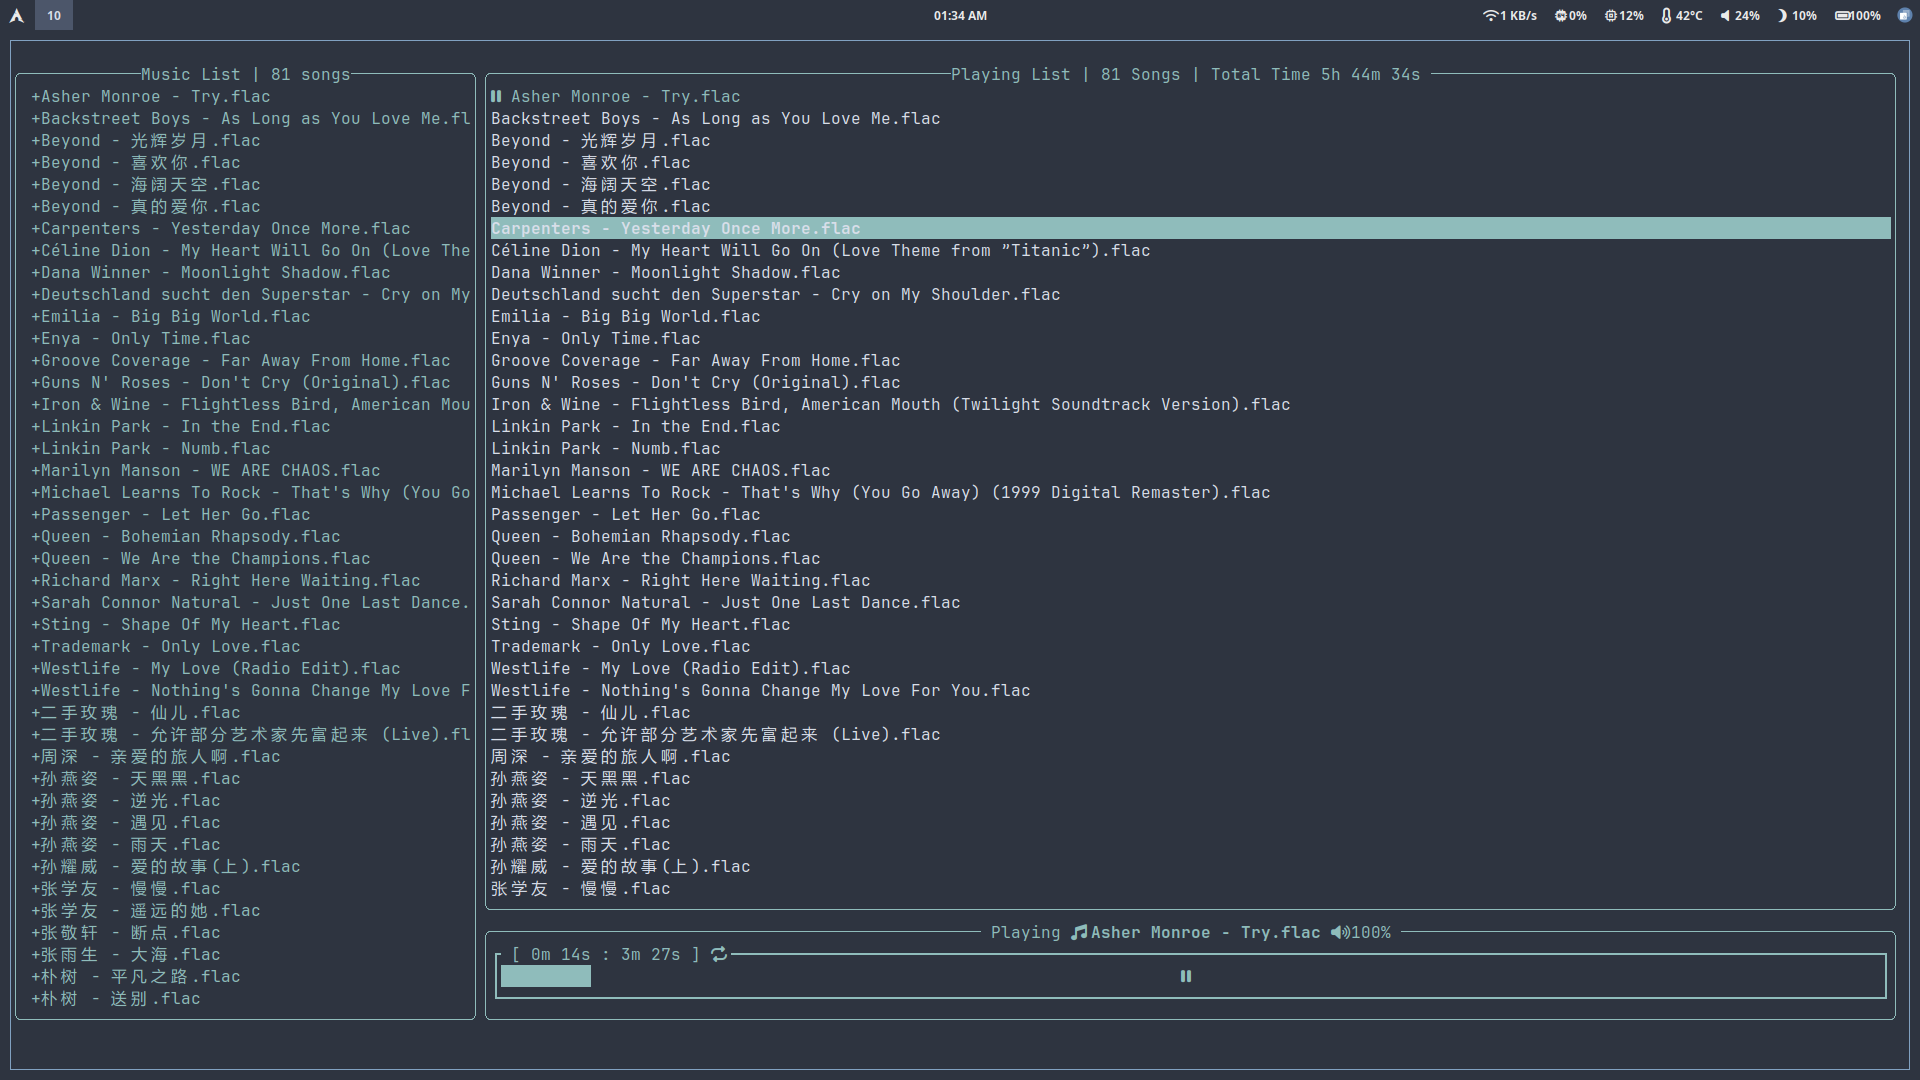 10
01:34 AM
1 KB/s 0% 12% 42°C 24% 10% 100%
Music List | 81 songs
+Asher Monroe - Try.flac
+Backstreet Boys - As Long as You Love Me.fl
+Beyond - 光辉岁月.flac
+Beyond - 喜欢你.flac
+Beyond - 海阔天空.flac
+Beyond - 真的爱你.flac
+Carpenters - Yesterday Once More.flac
+Céline Dion - My Heart Will Go On (Love The
+Dana Winner - Moonlight Shadow.flac
+Deutschland sucht den Superstar - Cry on My
+Emilia - Big Big World.flac
+Enya - Only Time.flac
+Groove Coverage - Far Away From Home.flac
+Guns N' Roses - Don't Cry (Original).flac
+Iron & Wine - Flightless Bird, American Mou
+Linkin Park - In the End.flac
+Linkin Park - Numb.flac
+Marilyn Manson - WE ARE CHAOS.flac
+Michael Learns To Rock - That's Why (You Go
+Passenger - Let Her Go.flac
+Queen - Bohemian Rhapsody.flac
+Queen - We Are the Champions.flac
+Richard Marx - Right Here Waiting.flac
+Sarah Connor Natural - Just One Last Dance.
+Sting - Shape Of My Heart.flac
+Trademark - Only Love.flac
+Westlife - My Love (Radio Edit).flac
+Westlife - Nothing's Gonna Change My Love F
+二手玫瑰 - 仙儿.flac
+二手玫瑰 - 允许部分艺术家先富起来 (Live).fl
+周深 - 亲爱的旅人啊.flac
+孙燕姿 - 天黑黑.flac
+孙燕姿 - 逆光.flac
+孙燕姿 - 遇见.flac
+孙燕姿 - 雨天.flac
+孙耀威 - 爱的故事(上).flac
+张学友 - 慢慢.flac
+张学友 - 遥远的她.flac
+张敬轩 - 断点.flac
+张雨生 - 大海.flac
+朴树 - 平凡之路.flac
+朴树 - 送别.flac
Playing List | 81 Songs | Total Time 5h 44m 34s
Asher Monroe - Try.flac
Backstreet Boys - As Long as You Love Me.flac
Beyond - 光辉岁月.flac
Beyond - 喜欢你.flac
Beyond - 海阔天空.flac
Beyond - 真的爱你.flac
Carpenters - Yesterday Once More.flac
Céline Dion - My Heart Will Go On (Love Theme from ”Titanic”).flac
Dana Winner - Moonlight Shadow.flac
Deutschland sucht den Superstar - Cry on My Shoulder.flac
Emilia - Big Big World.flac
Enya - Only Time.flac
Groove Coverage - Far Away From Home.flac
Guns N' Roses - Don't Cry (Original).flac
Iron & Wine - Flightless Bird, American Mouth (Twilight Soundtrack Version).flac
Linkin Park - In the End.flac
Linkin Park - Numb.flac
Marilyn Manson - WE ARE CHAOS.flac
Michael Learns To Rock - That's Why (You Go Away) (1999 Digital Remaster).flac
Passenger - Let Her Go.flac
Queen - Bohemian Rhapsody.flac
Queen - We Are the Champions.flac
Richard Marx - Right Here Waiting.flac
Sarah Connor Natural - Just One Last Dance.flac
Sting - Shape Of My Heart.flac
Trademark - Only Love.flac
Westlife - My Love (Radio Edit).flac
Westlife - Nothing's Gonna Change My Love For You.flac
二手玫瑰 - 仙儿.flac
二手玫瑰 - 允许部分艺术家先富起来 (Live).flac
周深 - 亲爱的旅人啊.flac
孙燕姿 - 天黑黑.flac
孙燕姿 - 逆光.flac
孙燕姿 - 遇见.flac
孙燕姿 - 雨天.flac
孙耀威 - 爱的故事(上).flac
张学友 - 慢慢.flac
Playing Asher Monroe - Try.flac 100%
[ 0m 14s : 3m 27s ]